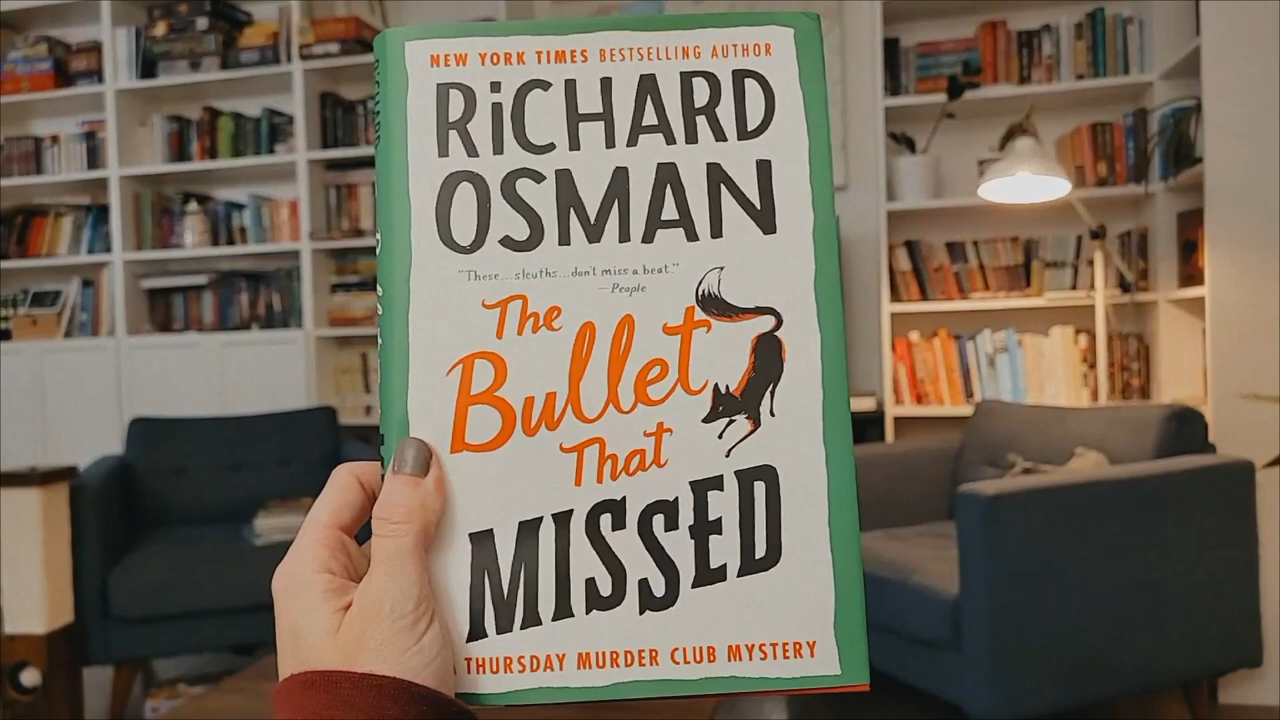 NEW YORK TIMES BESTSELLING AUTHOR
RiCHARD
OSMAN
"These...sleuths...don't miss a beat."
—People
The
Bullet
That
MISSED
THURSDAY MURDER CLUB MYSTERY